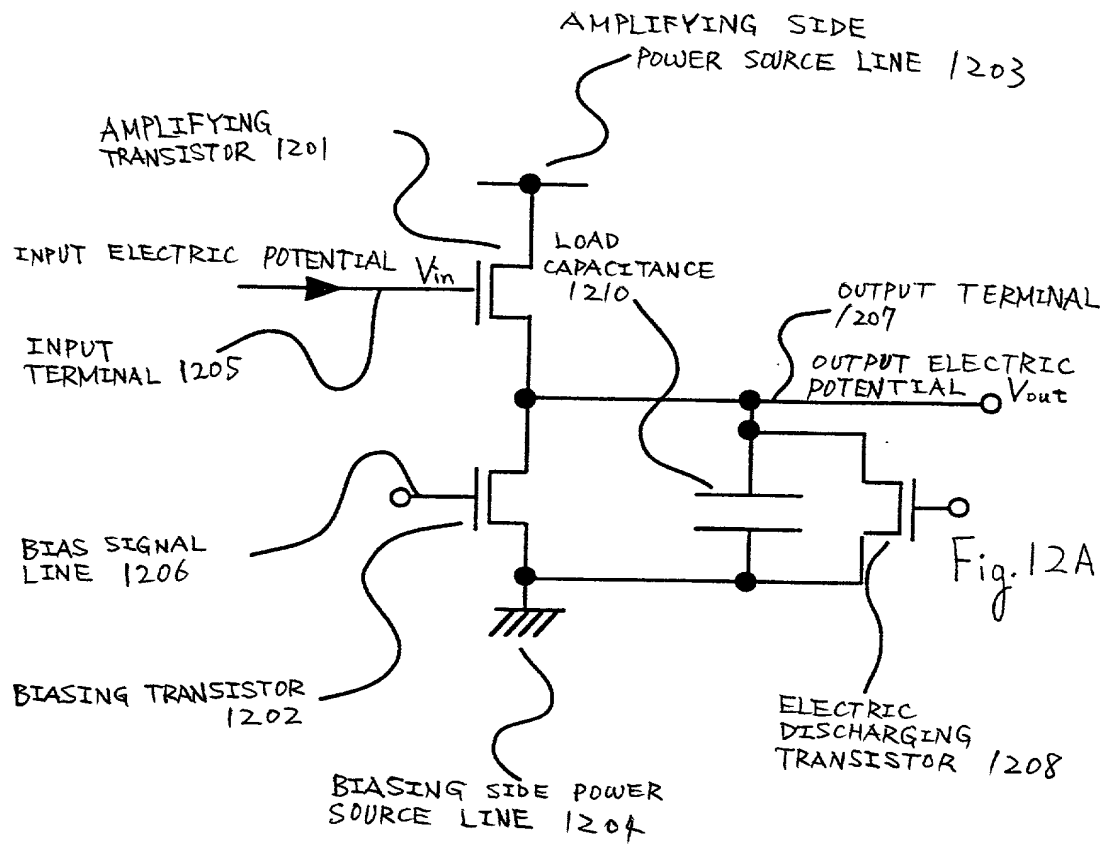 AMPLIFYING SIDE
POWER SOURCE LINE 1203
AMPLIFYING
TRANSISTOR 1201
INPUT ELECTRIC POTENTIAL Vin
LOAD
CAPACITANCE
1210
OUTPUT TERMINAL
1207
INPUT
TERMINAL 1205
OUTPUT ELECTRIC
POTENTIAL Vout
BIAS SIGNAL
LINE 1206
Fig. 12A
BIASING TRANSISTOR
1202
ELECTRIC
DISCHARGING
TRANSISTOR 1208
BIASING SIDE POWER
SOURCE LINE 1204